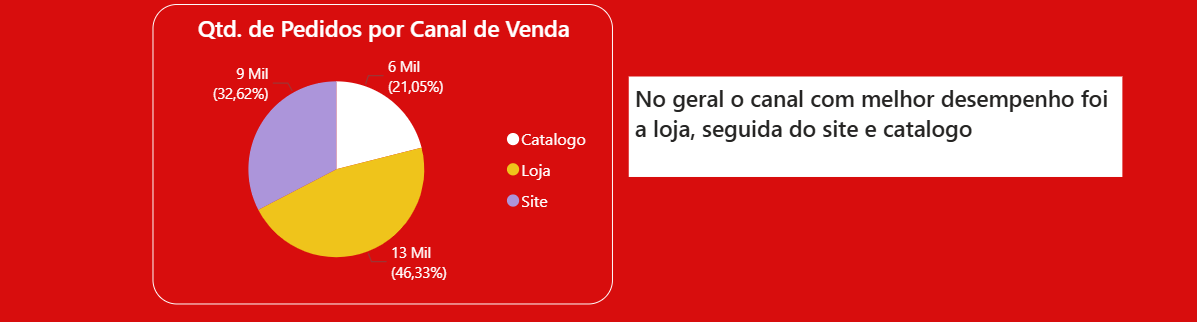 Qtd. de Pedidos por Canal de Venda
9 Mil
(32,62%)
6 Mil
(21,05%)
Catalogo
Loja
Site
13 Mil
(46,33%)
No geral o canal com melhor desempenho foi
a loja, seguida do site e catalogo